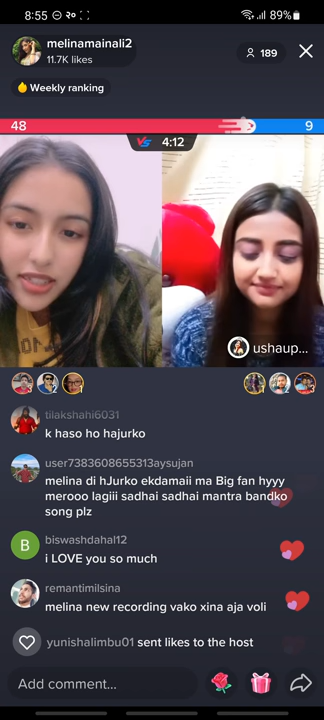 8:55 २० 89%
melinamainali2
11.7K likes
189
Weekly ranking
48
9
VS 4:12
ushaup...
tilakshahi6031
k haso ho hajurko
user7383608655313aysujan
melina di hJurko ekdamaii ma Big fan hyyy
merooo lagiii sadhai sadhai mantra bandko
song plz
B
biswashdahal12
i LOVE you so much
remantimilsina
melina new recording vako xina aja voli
yunishalimbu01 sent likes to the host
Add comment...